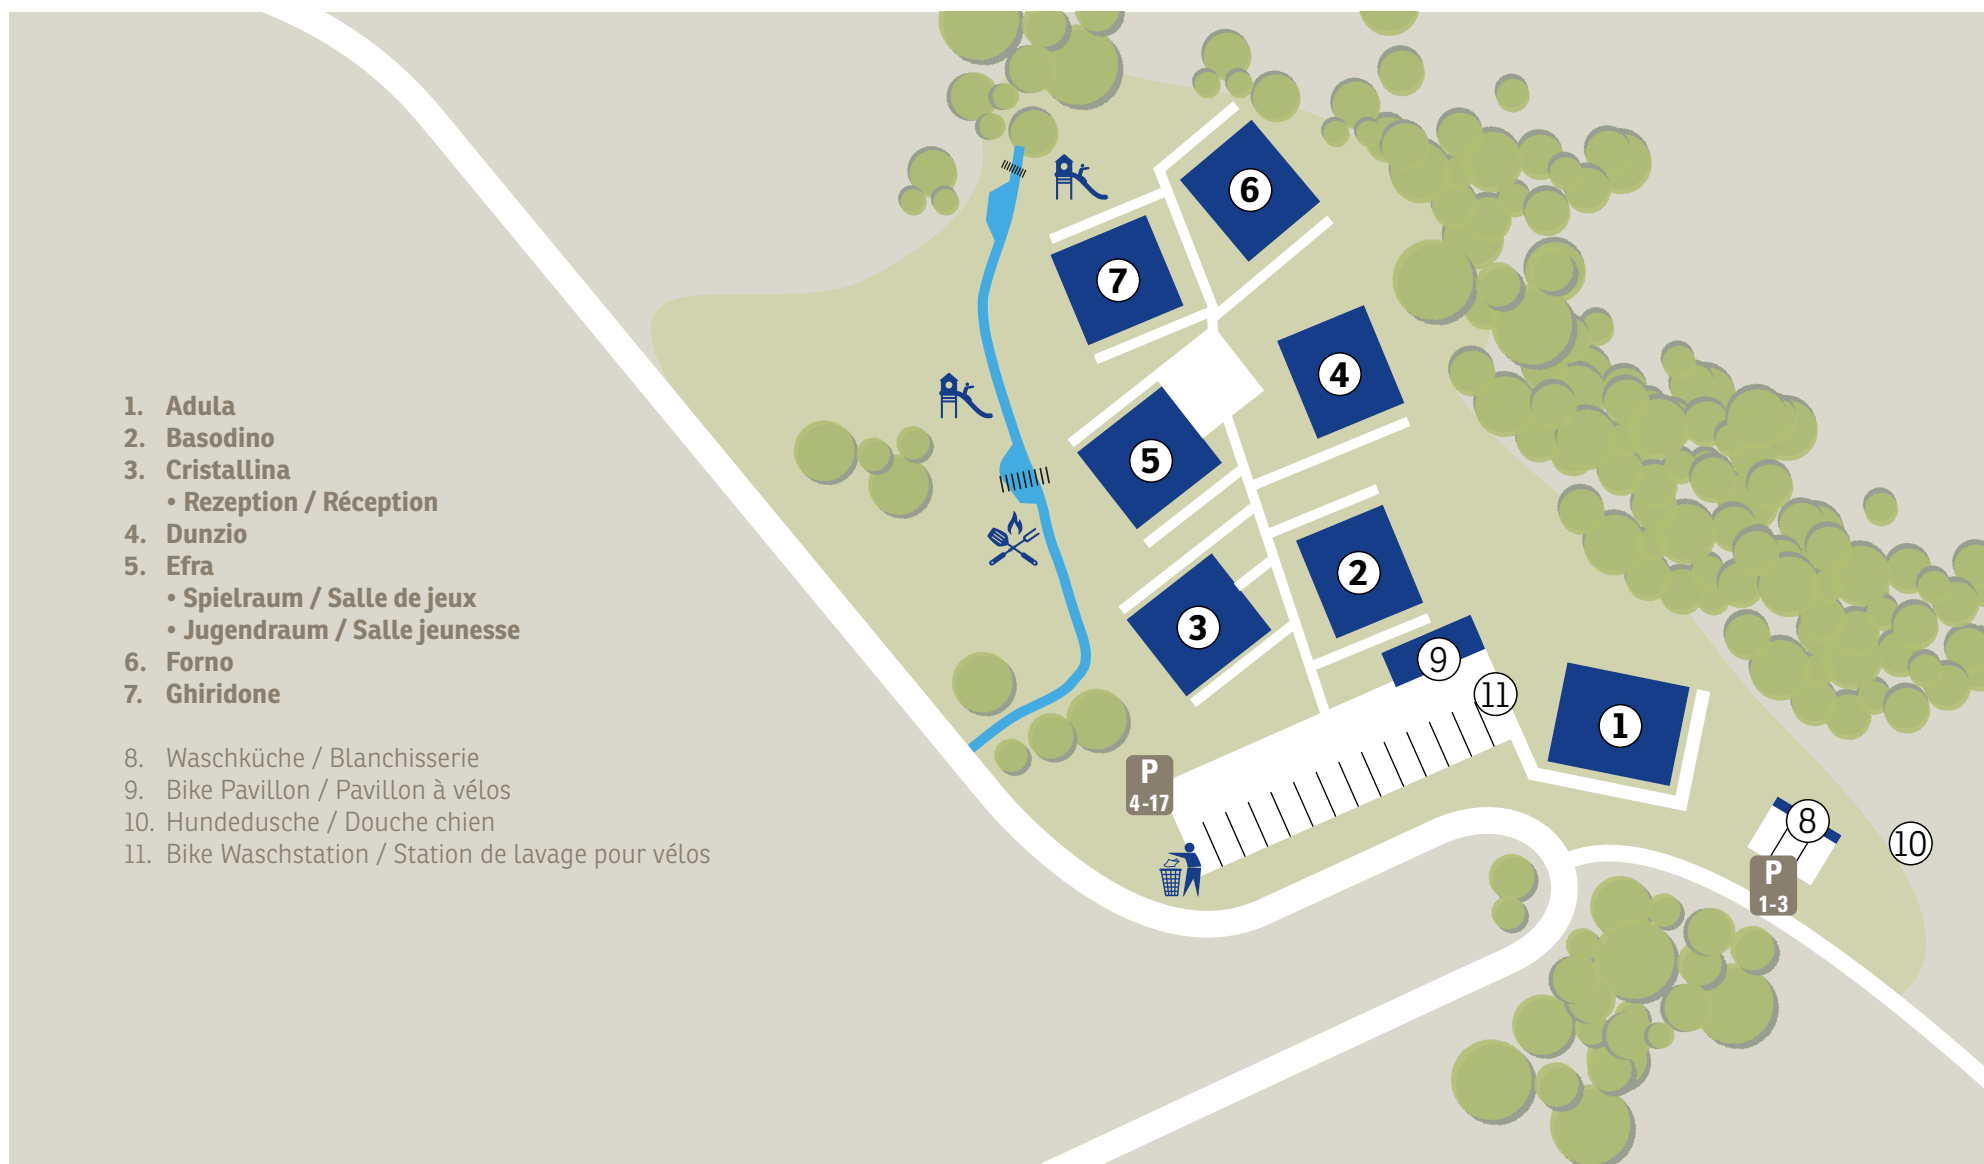 1. Adula
2. Basodino
3. Cristallina
• Rezeption / Réception
4. Dunzio
5. Efra
• Spielraum / Salle de jeux
• Jugendraum / Salle jeunesse
6. Forno
7. Ghiridone
8. Waschküche / Blanchisserie
9. Bike Pavillon / Pavillon à vélos
10. Hundedusche / Douche chien
11. Bike Waschstation / Station de lavage pour vélos
6
7
4
5
2
3
9
11
1
P
4-17
8
10
P
1-3